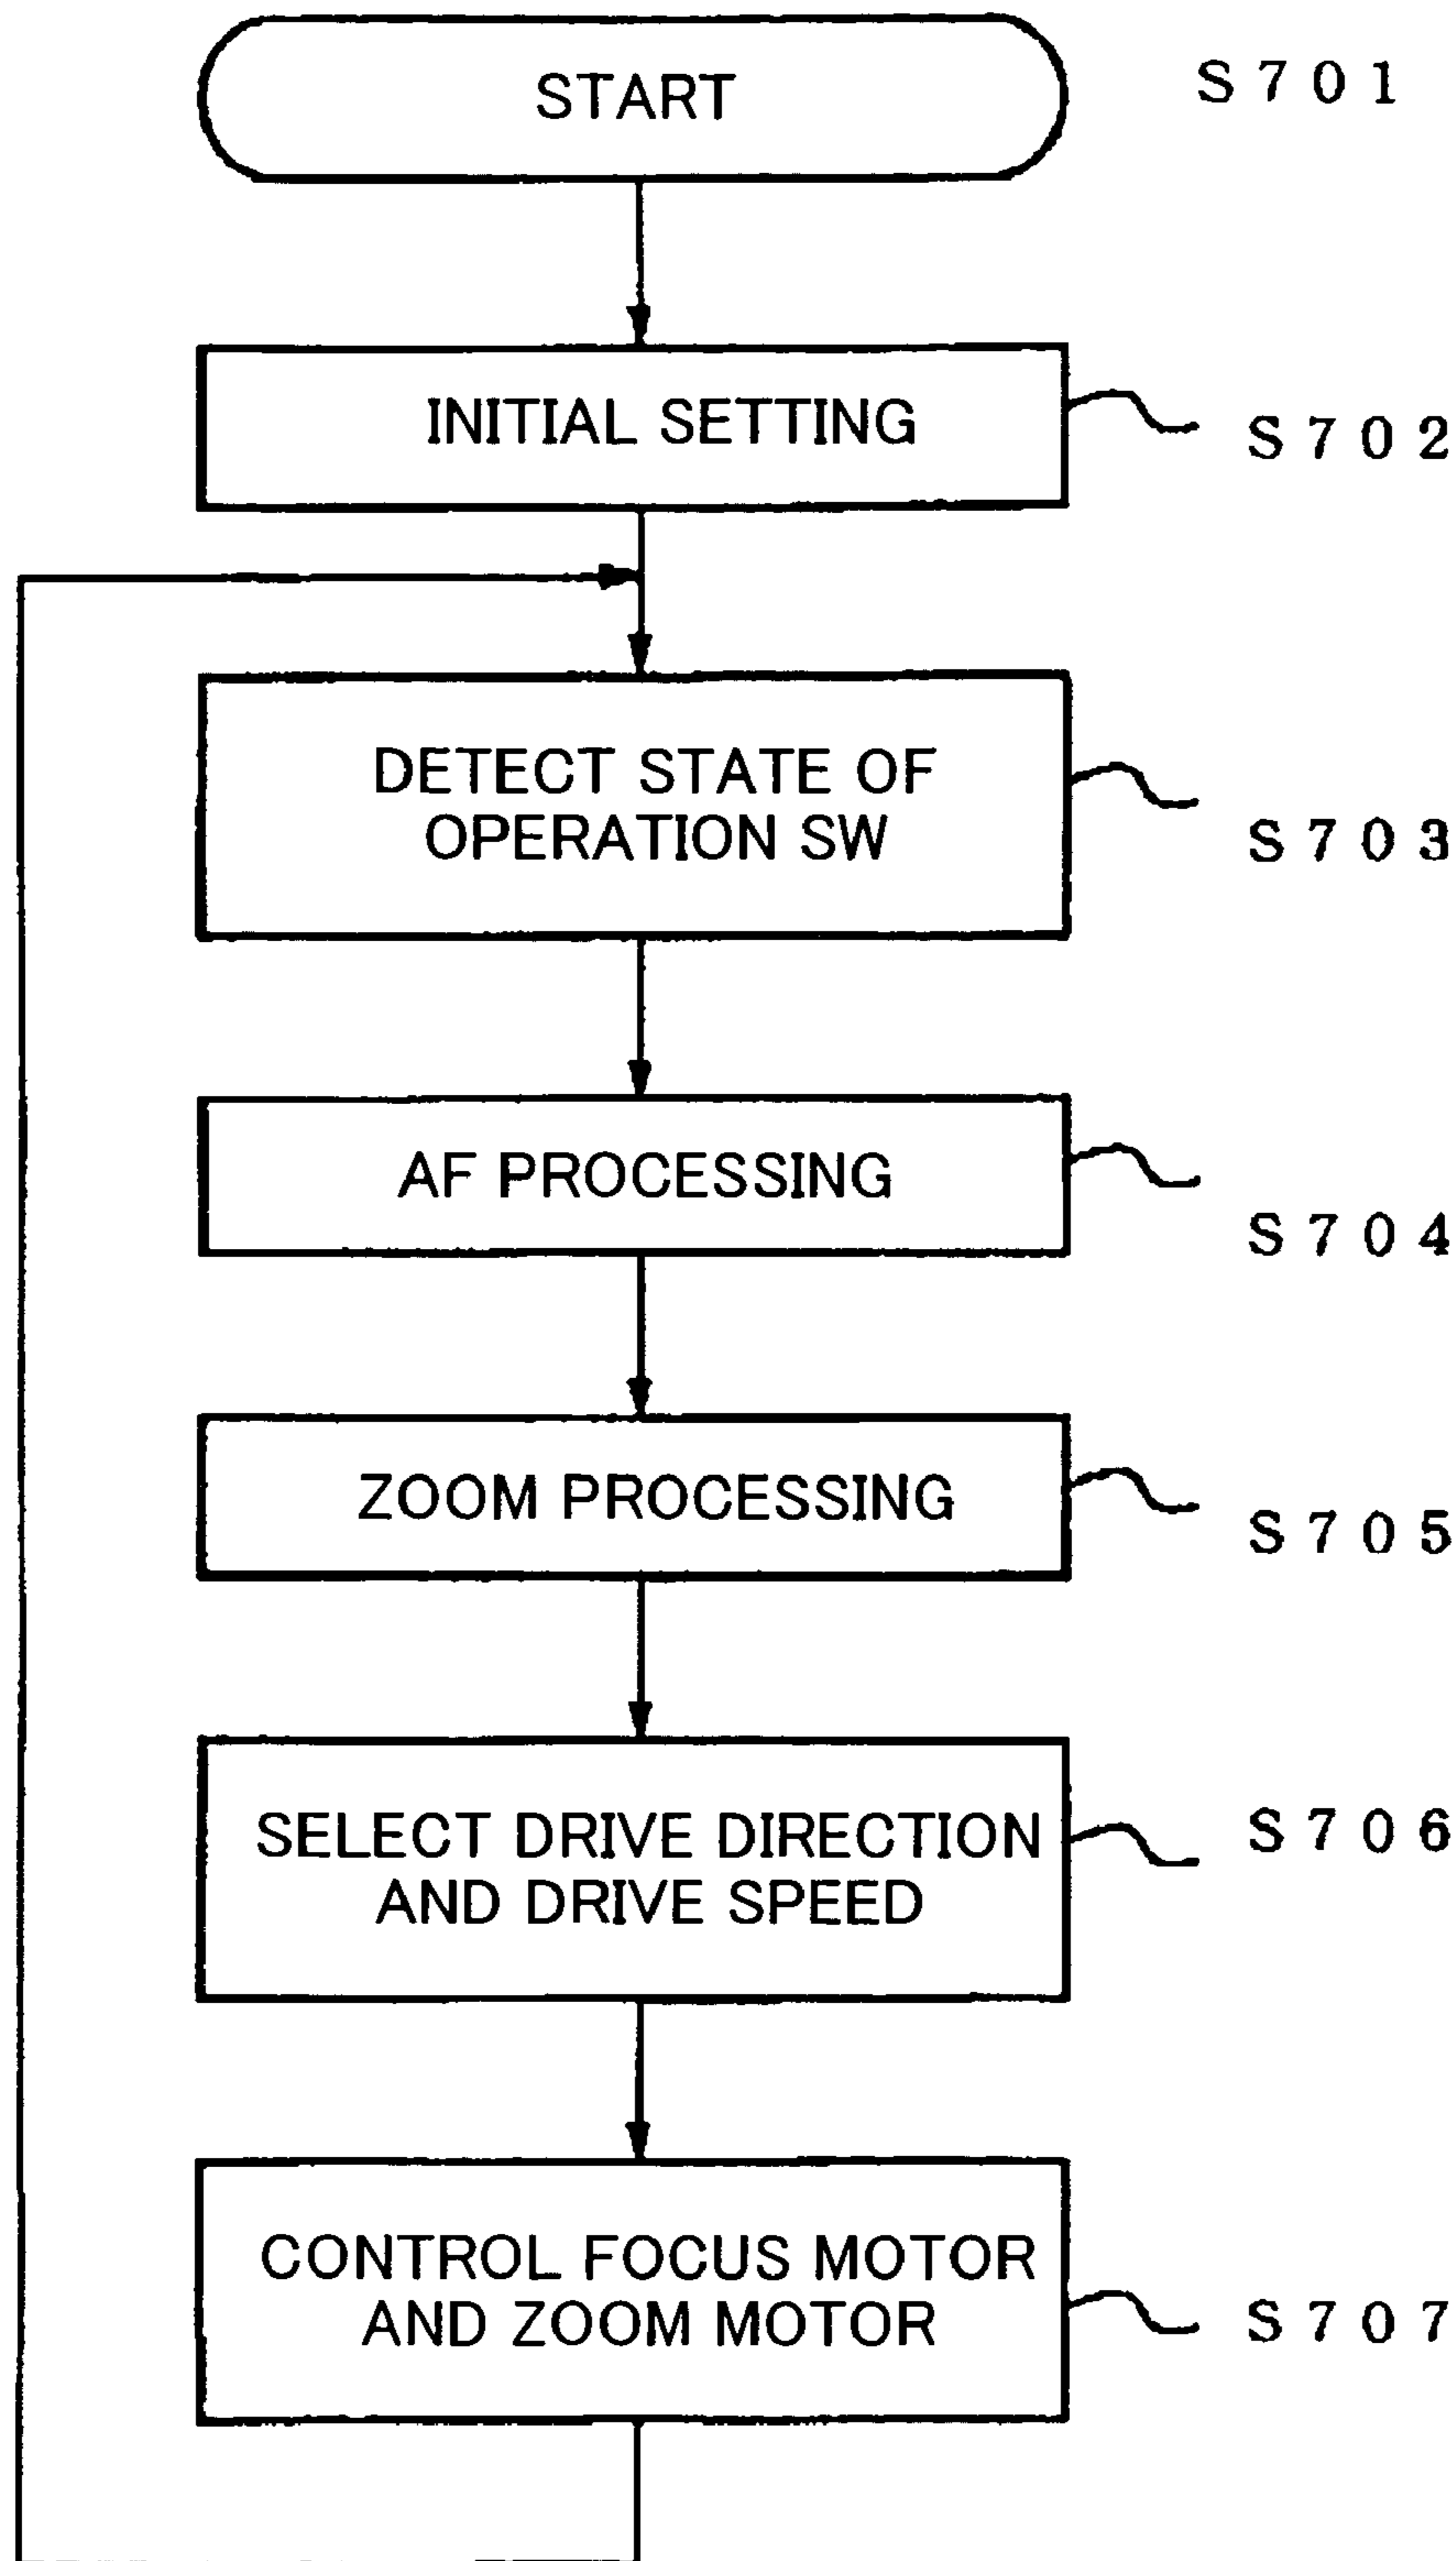 START
S701
INITIAL SETTING
S702
DETECT STATE OF
OPERATION SW
S703
AF PROCESSING
S704
ZOOM PROCESSING
S705
SELECT DRIVE DIRECTION
AND DRIVE SPEED
S706
CONTROL FOCUS MOTOR
AND ZOOM MOTOR
S707